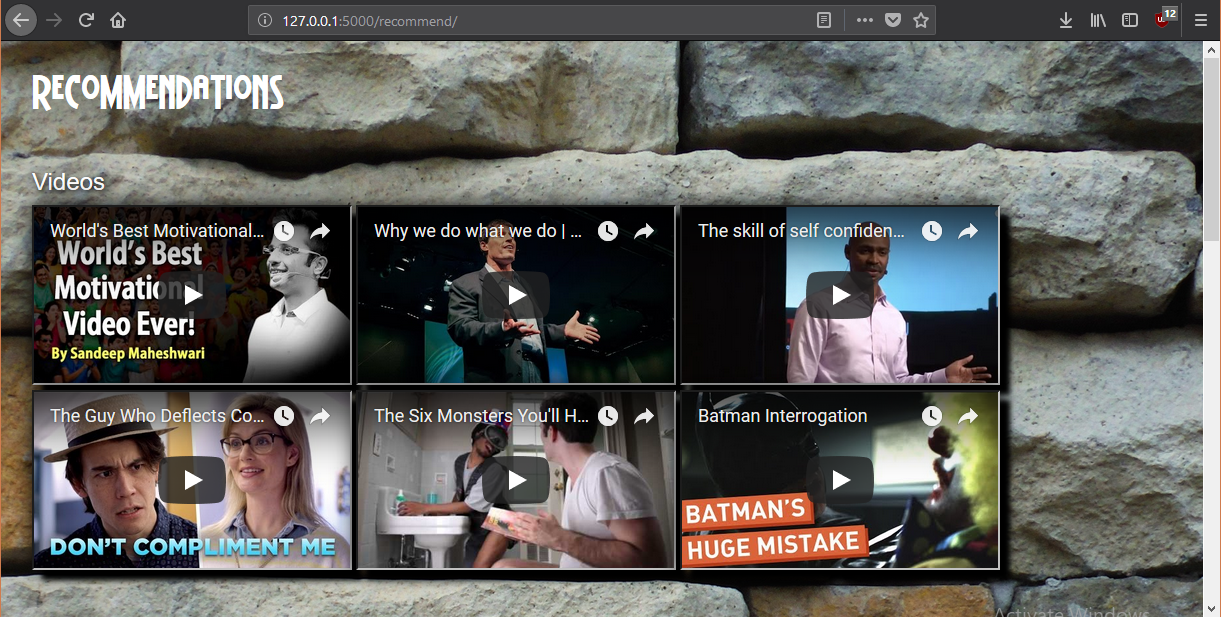 127.0.0.1:5000/recommend/
12
RECOMMENDATIONS
Videos
World's Best Motivational...
World's Best
Motivational
Video Ever!
By Sandeep Maheshwari
Why we do what we do | ...
The skill of self confiden...
The Guy Who Deflects Co...
DON'T COMPLIMENT ME
The Six Monsters You'll H...
Batman Interrogation
BATMAN'S
HUGE MISTAKE
Activate Windows